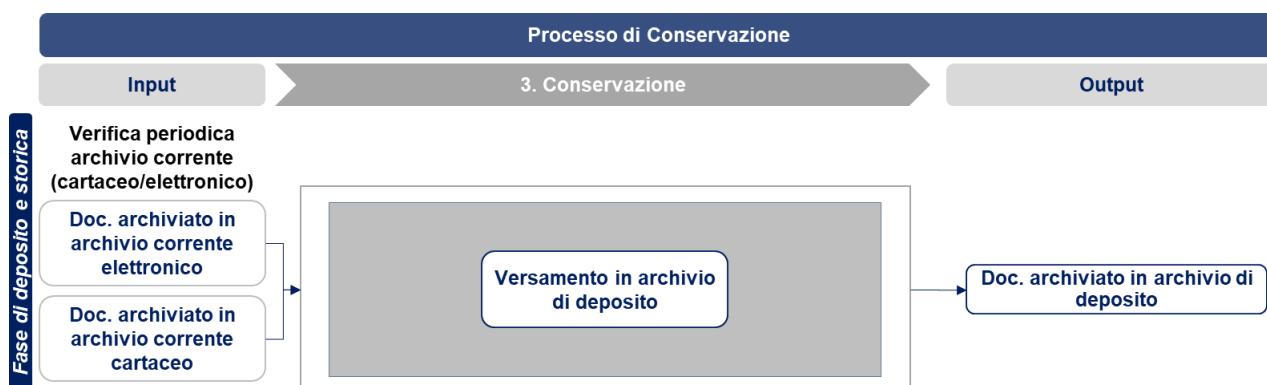 Processo di Conservazione
Input
3. Conservazione
Output
Fase di deposito e storica
Verifica periodica
archivio corrente
(cartaceo/elettronico)
Doc. archiviato in
archivio corrente
elettronico
Doc. archiviato in
archivio corrente
cartaceo
Versamento in archivio
di deposito
Doc. archiviato in archivio di
deposito